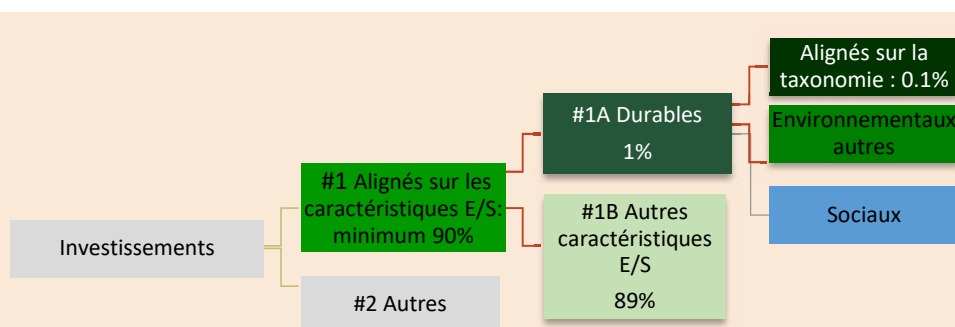 Investissements
#1 Alignés sur les
caractéristiques E/S:
minimum 90%
#2 Autres
#1A Durables
1%
#1B Autres
caractéristiques
E/S
89%
Alignés sur la
taxonomie : 0.1%
Environnementaux
autres
Sociaux